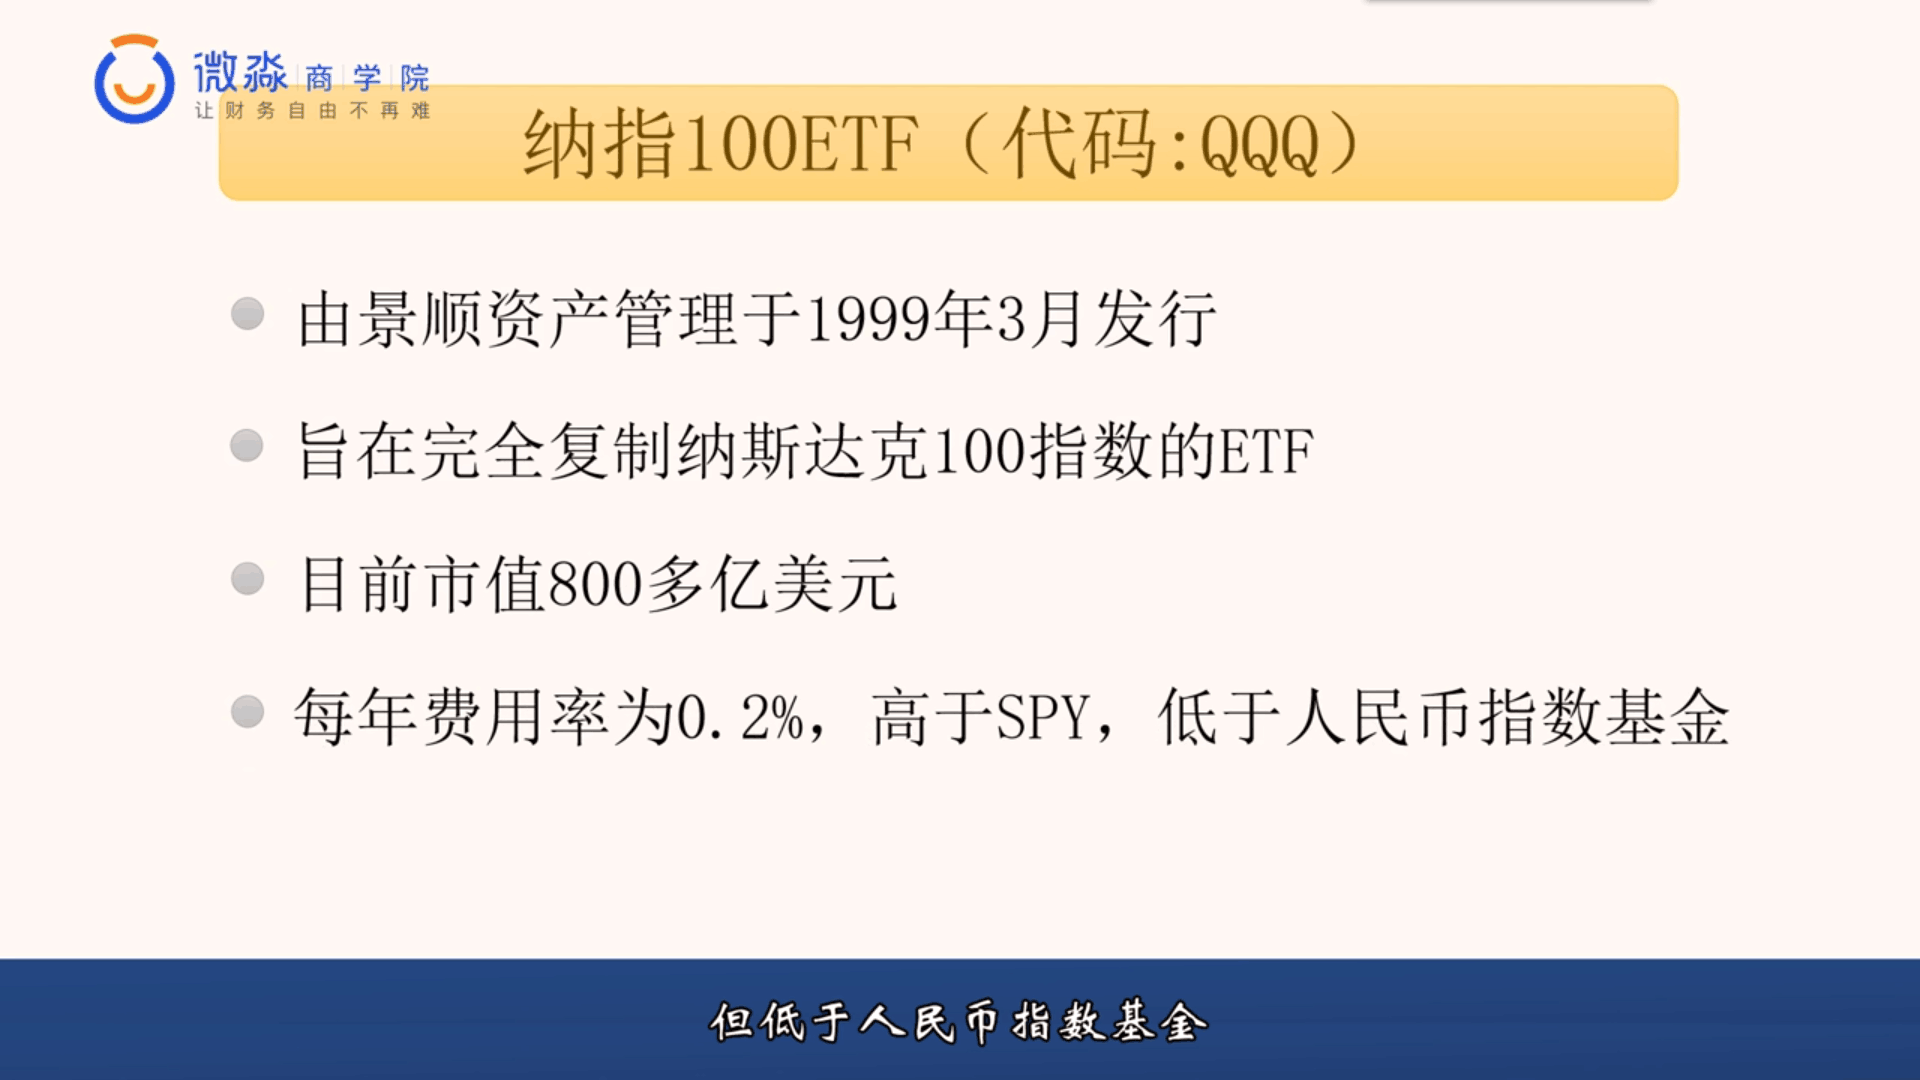 微淼商学院
让财务自由不再难
纳指100ETF（代码:QQQ）
由景顺资产管理于1999年3月发行
旨在完全复制纳斯达克100指数的ETF
目前市值800多亿美元
每年费用率为0.2%，高于SPY，低于人民币指数基金
但低于人民币指数基金